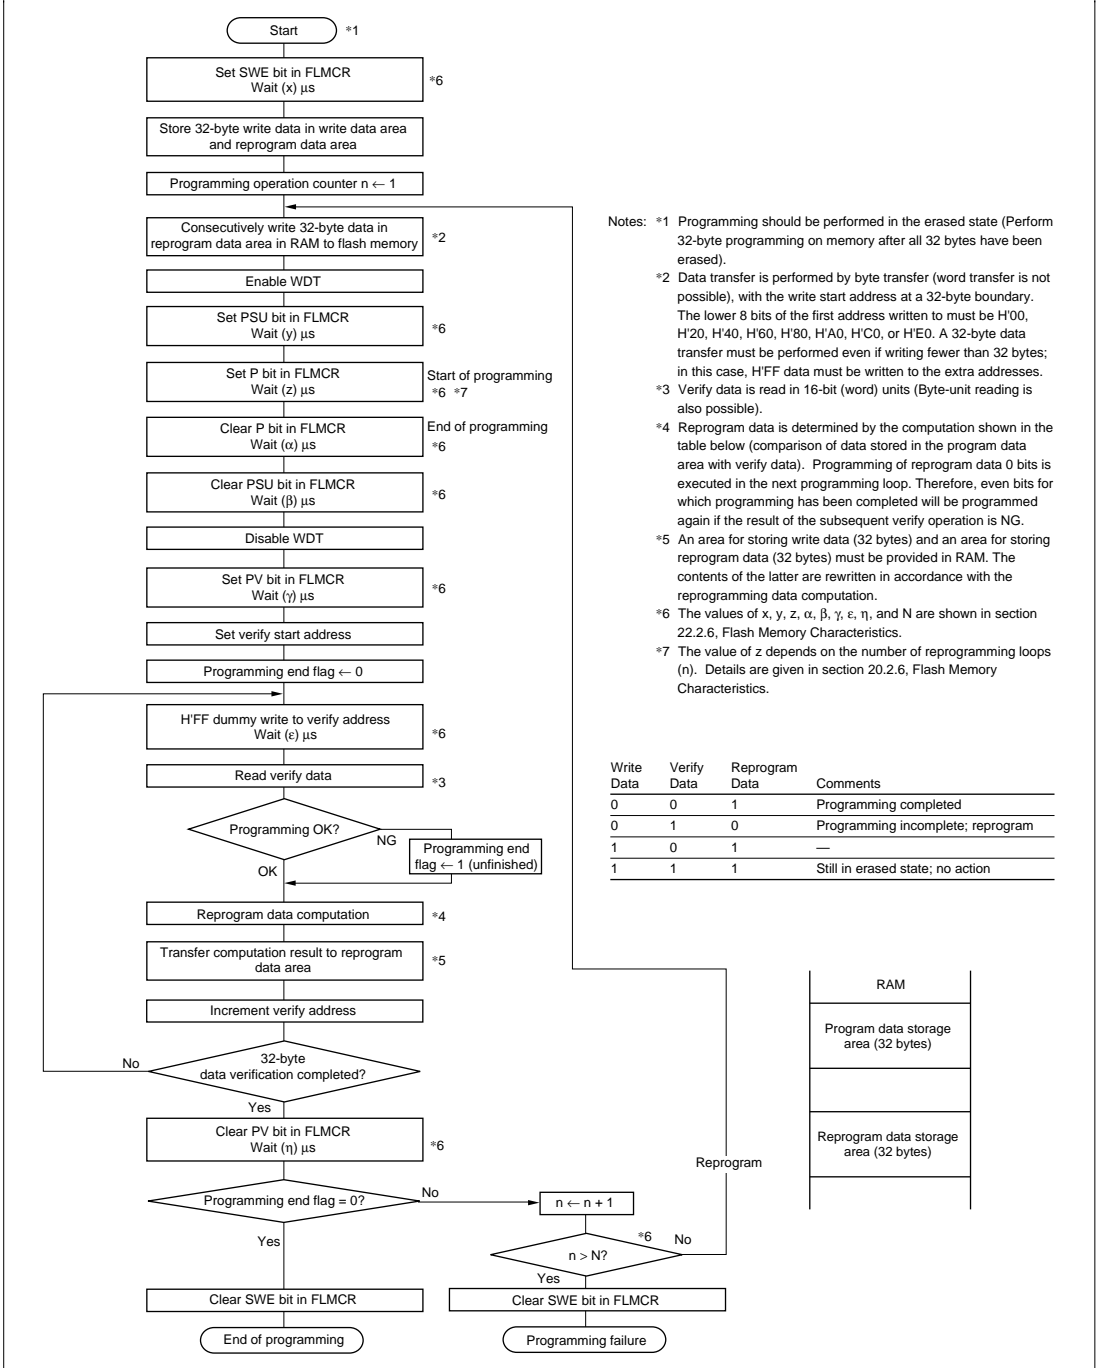 Start *1
Set SWE bit in FLMCR
Wait (x) µs
*6
Store 32-byte write data in write data area
and reprogram data area
Programming operation counter n ← 1
Consecutively write 32-byte data in
reprogram data area in RAM to flash memory
*2
Enable WDT
Set PSU bit in FLMCR
Wait (y) µs
*6
Set P bit in FLMCR
Wait (z) µs
Start of programming
*6 *7
Clear P bit in FLMCR
Wait (α) µs
End of programming
*6
Clear PSU bit in FLMCR
Wait (β) µs
*6
Disable WDT
Set PV bit in FLMCR
Wait (γ) µs
*6
Set verify start address
Programming end flag ← 0
H'FF dummy write to verify address
Wait (ε) µs
*6
Read verify data
*3
Programming OK?
NG
Programming end
flag ← 1 (unfinished)
OK
Reprogram data computation
*4
Transfer computation result to reprogram
data area
*5
Increment verify address
32-byte
data verification completed?
No
Yes
Clear PV bit in FLMCR
Wait (η) µs
*6
Programming end flag = 0?
No
Yes
n ← n + 1
*6
n > N?
No
Yes
Reprogram
Clear SWE bit in FLMCR
Clear SWE bit in FLMCR
End of programming
Programming failure
Notes: *1 Programming should be performed in the erased state (Perform
32-byte programming on memory after all 32 bytes have been
erased).
*2 Data transfer is performed by byte transfer (word transfer is not
possible), with the write start address at a 32-byte boundary.
The lower 8 bits of the first address written to must be H'00,
H'20, H'40, H'60, H'80, H'A0, H'C0, or H'E0. A 32-byte data
transfer must be performed even if writing fewer than 32 bytes;
in this case, H'FF data must be written to the extra addresses.
*3 Verify data is read in 16-bit (word) units (Byte-unit reading is
also possible).
*4 Reprogram data is determined by the computation shown in the
table below (comparison of data stored in the program data
area with verify data). Programming of reprogram data 0 bits is
executed in the next programming loop. Therefore, even bits for
which programming has been completed will be programmed
again if the result of the subsequent verify operation is NG.
*5 An area for storing write data (32 bytes) and an area for storing
reprogram data (32 bytes) must be provided in RAM. The
contents of the latter are rewritten in accordance with the
reprogramming data computation.
*6 The values of x, y, z, α, β, γ, ε, η, and N are shown in section
22.2.6, Flash Memory Characteristics.
*7 The value of z depends on the number of reprogramming loops
(n). Details are given in section 20.2.6, Flash Memory
Characteristics.
Write Verify Reprogram
Data Data Data Comments
0 0 1 Programming completed
0 1 0 Programming incomplete; reprogram
1 0 1 —
1 1 1 Still in erased state; no action
RAM
Program data storage
area (32 bytes)
Reprogram data storage
area (32 bytes)